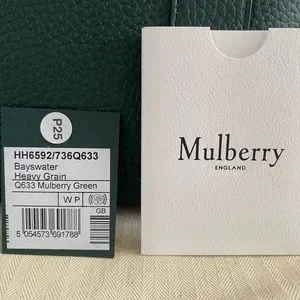 P25
HH6592/736Q633
Bayswater
Heavy Grain
Q633 Mulberry Green
W P
GB
5 054573 691788
Mulberry
ENGLAND